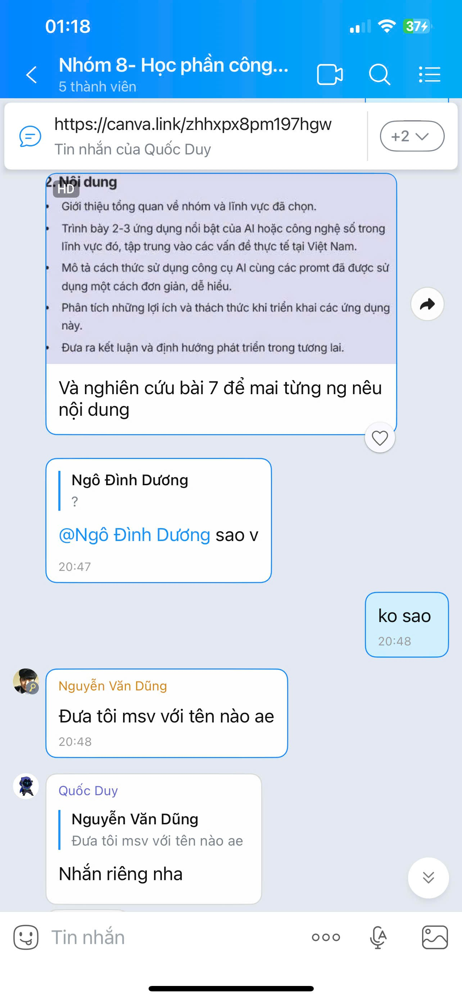 01:18
37
Nhóm 8- Học phần công...
5 thành viên
https://canva.link/zhhxpx8pm197hgw
Tin nhắn của Quốc Duy
+2
2. Nội dung
HD
• Giới thiệu tổng quan về nhóm và lĩnh vực đã chọn.
• Trình bày 2-3 ứng dụng nổi bật của AI hoặc công nghệ số trong
lĩnh vực đó, tập trung vào các vấn đề thực tế tại Việt Nam.
• Mô tả cách thức sử dụng công cụ AI cùng các promt đã được sử
dụng một cách đơn giản, dễ hiểu.
• Phân tích những lợi ích và thách thức khi triển khai các ứng dụng
này.
• Đưa ra kết luận và định hướng phát triển trong tương lai.
Và nghiên cứu bài 7 để mai từng ng nêu
nội dung
Ngô Đình Dương
?
@Ngô Đình Dương sao v
20:47
ko sao
20:48
Nguyễn Văn Dũng
Đưa tôi msv với tên nào ae
20:48
Quốc Duy
Nguyễn Văn Dũng
Đưa tôi msv với tên nào ae
Nhắn riêng nha
Tin nhắn